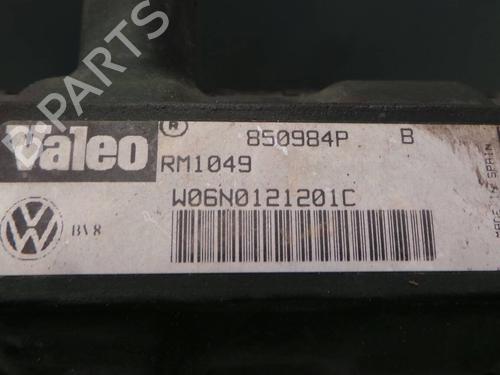 Valeo ® 850984P B
RM1049
W06N0121201C
BV8
MADE IN SPAIN
B-PARTS